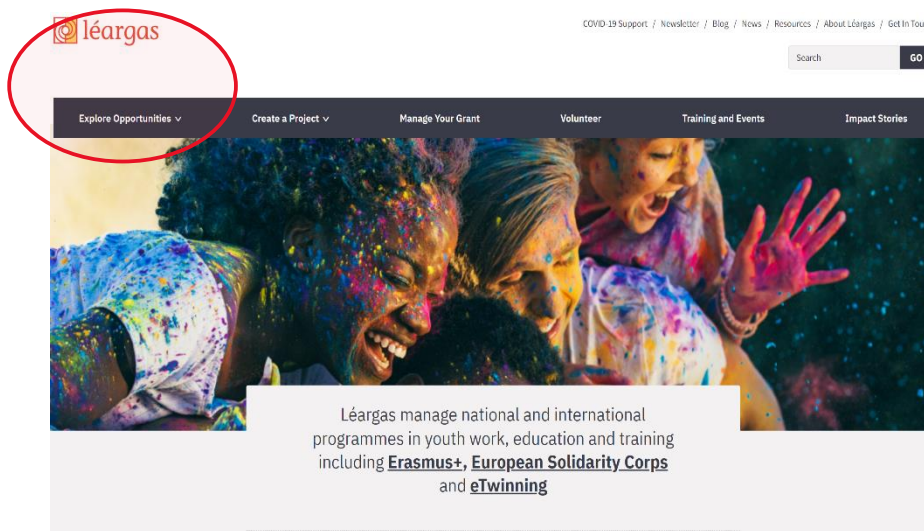 léargas
COVID-19 Support / Newsletter / Blog / News / Resources / About Léargas / Get In Tou
Search GO
Explore Opportunities Create a Project Manage Your Grant Volunteer Training and Events Impact Stories
Léargas manage national and international
programmes in youth work, education and training
including Erasmus+, European Solidarity Corps
and eTwinning